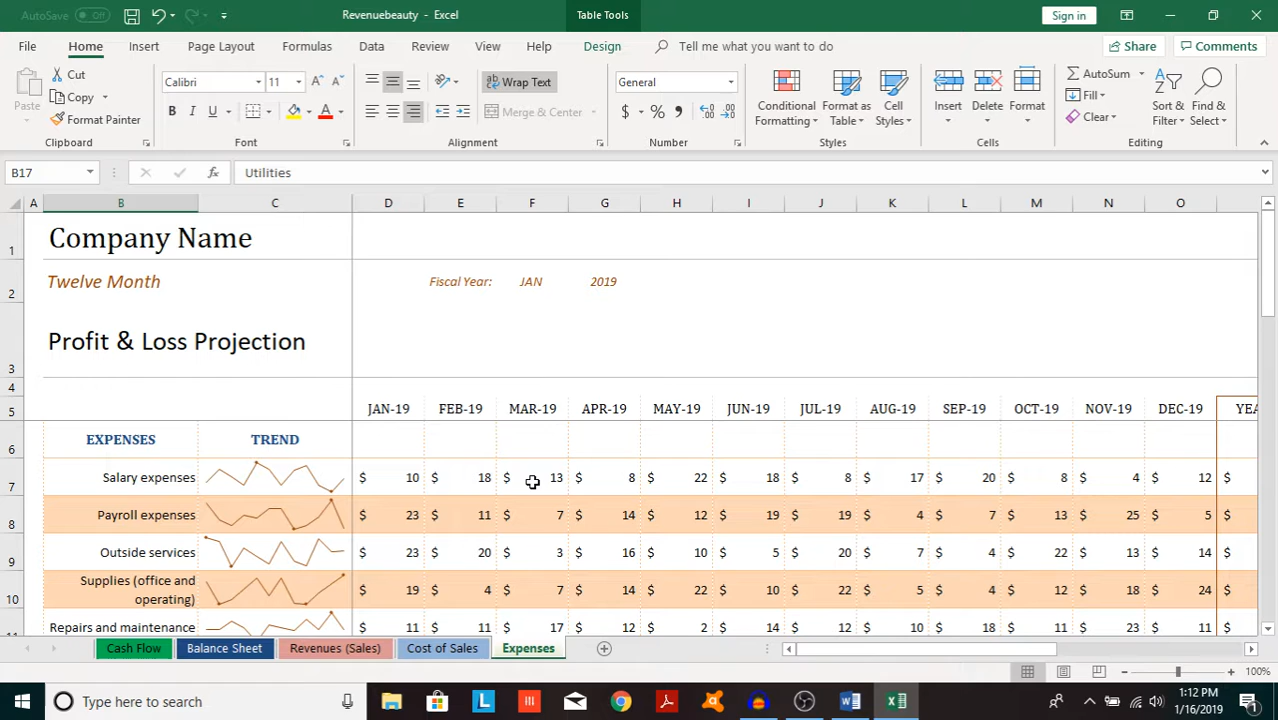 AutoSave Off Revenuebeauty - Excel Table Tools Sign in
File Home Insert Page Layout Formulas Data Review View Help Design Tell me what you want to do Share Comments
Paste Cut Copy Format Painter
Calibri 11 B I U
Wrap Text Merge & Center
General $ %
Conditional Formatting Format as Table Cell Styles
Insert Delete Format
AutoSum Fill Clear Sort & Filter Find & Select
Clipboard Font Alignment Number Styles Cells Editing
B17 fx Utilities
A B C D E F G H I J K L M N O
1 Company Name
2 Twelve Month Fiscal Year: JAN 2019
3 Profit & Loss Projection
4
5 JAN-19 FEB-19 MAR-19 APR-19 MAY-19 JUN-19 JUL-19 AUG-19 SEP-19 OCT-19 NOV-19 DEC-19 YEA
6 EXPENSES TREND
7 Salary expenses $ 10 $ 18 $ 13 $ 8 $ 22 $ 18 $ 8 $ 17 $ 20 $ 8 $ 4 $ 12 $
8 Payroll expenses $ 23 $ 11 $ 7 $ 14 $ 12 $ 19 $ 19 $ 4 $ 7 $ 13 $ 25 $ 5 $
9 Outside services $ 23 $ 20 $ 3 $ 16 $ 10 $ 5 $ 20 $ 7 $ 4 $ 22 $ 13 $ 14 $
10 Supplies (office and operating) $ 19 $ 4 $ 7 $ 14 $ 22 $ 10 $ 22 $ 5 $ 4 $ 12 $ 18 $ 24 $
Repairs and maintenance $ 11 $ 11 $ 17 $ 12 $ 2 $ 14 $ 12 $ 10 $ 18 $ 11 $ 23 $ 11 $
Cash Flow Balance Sheet Revenues (Sales) Cost of Sales Expenses
100%
Type here to search 1:12 PM
1/16/2019